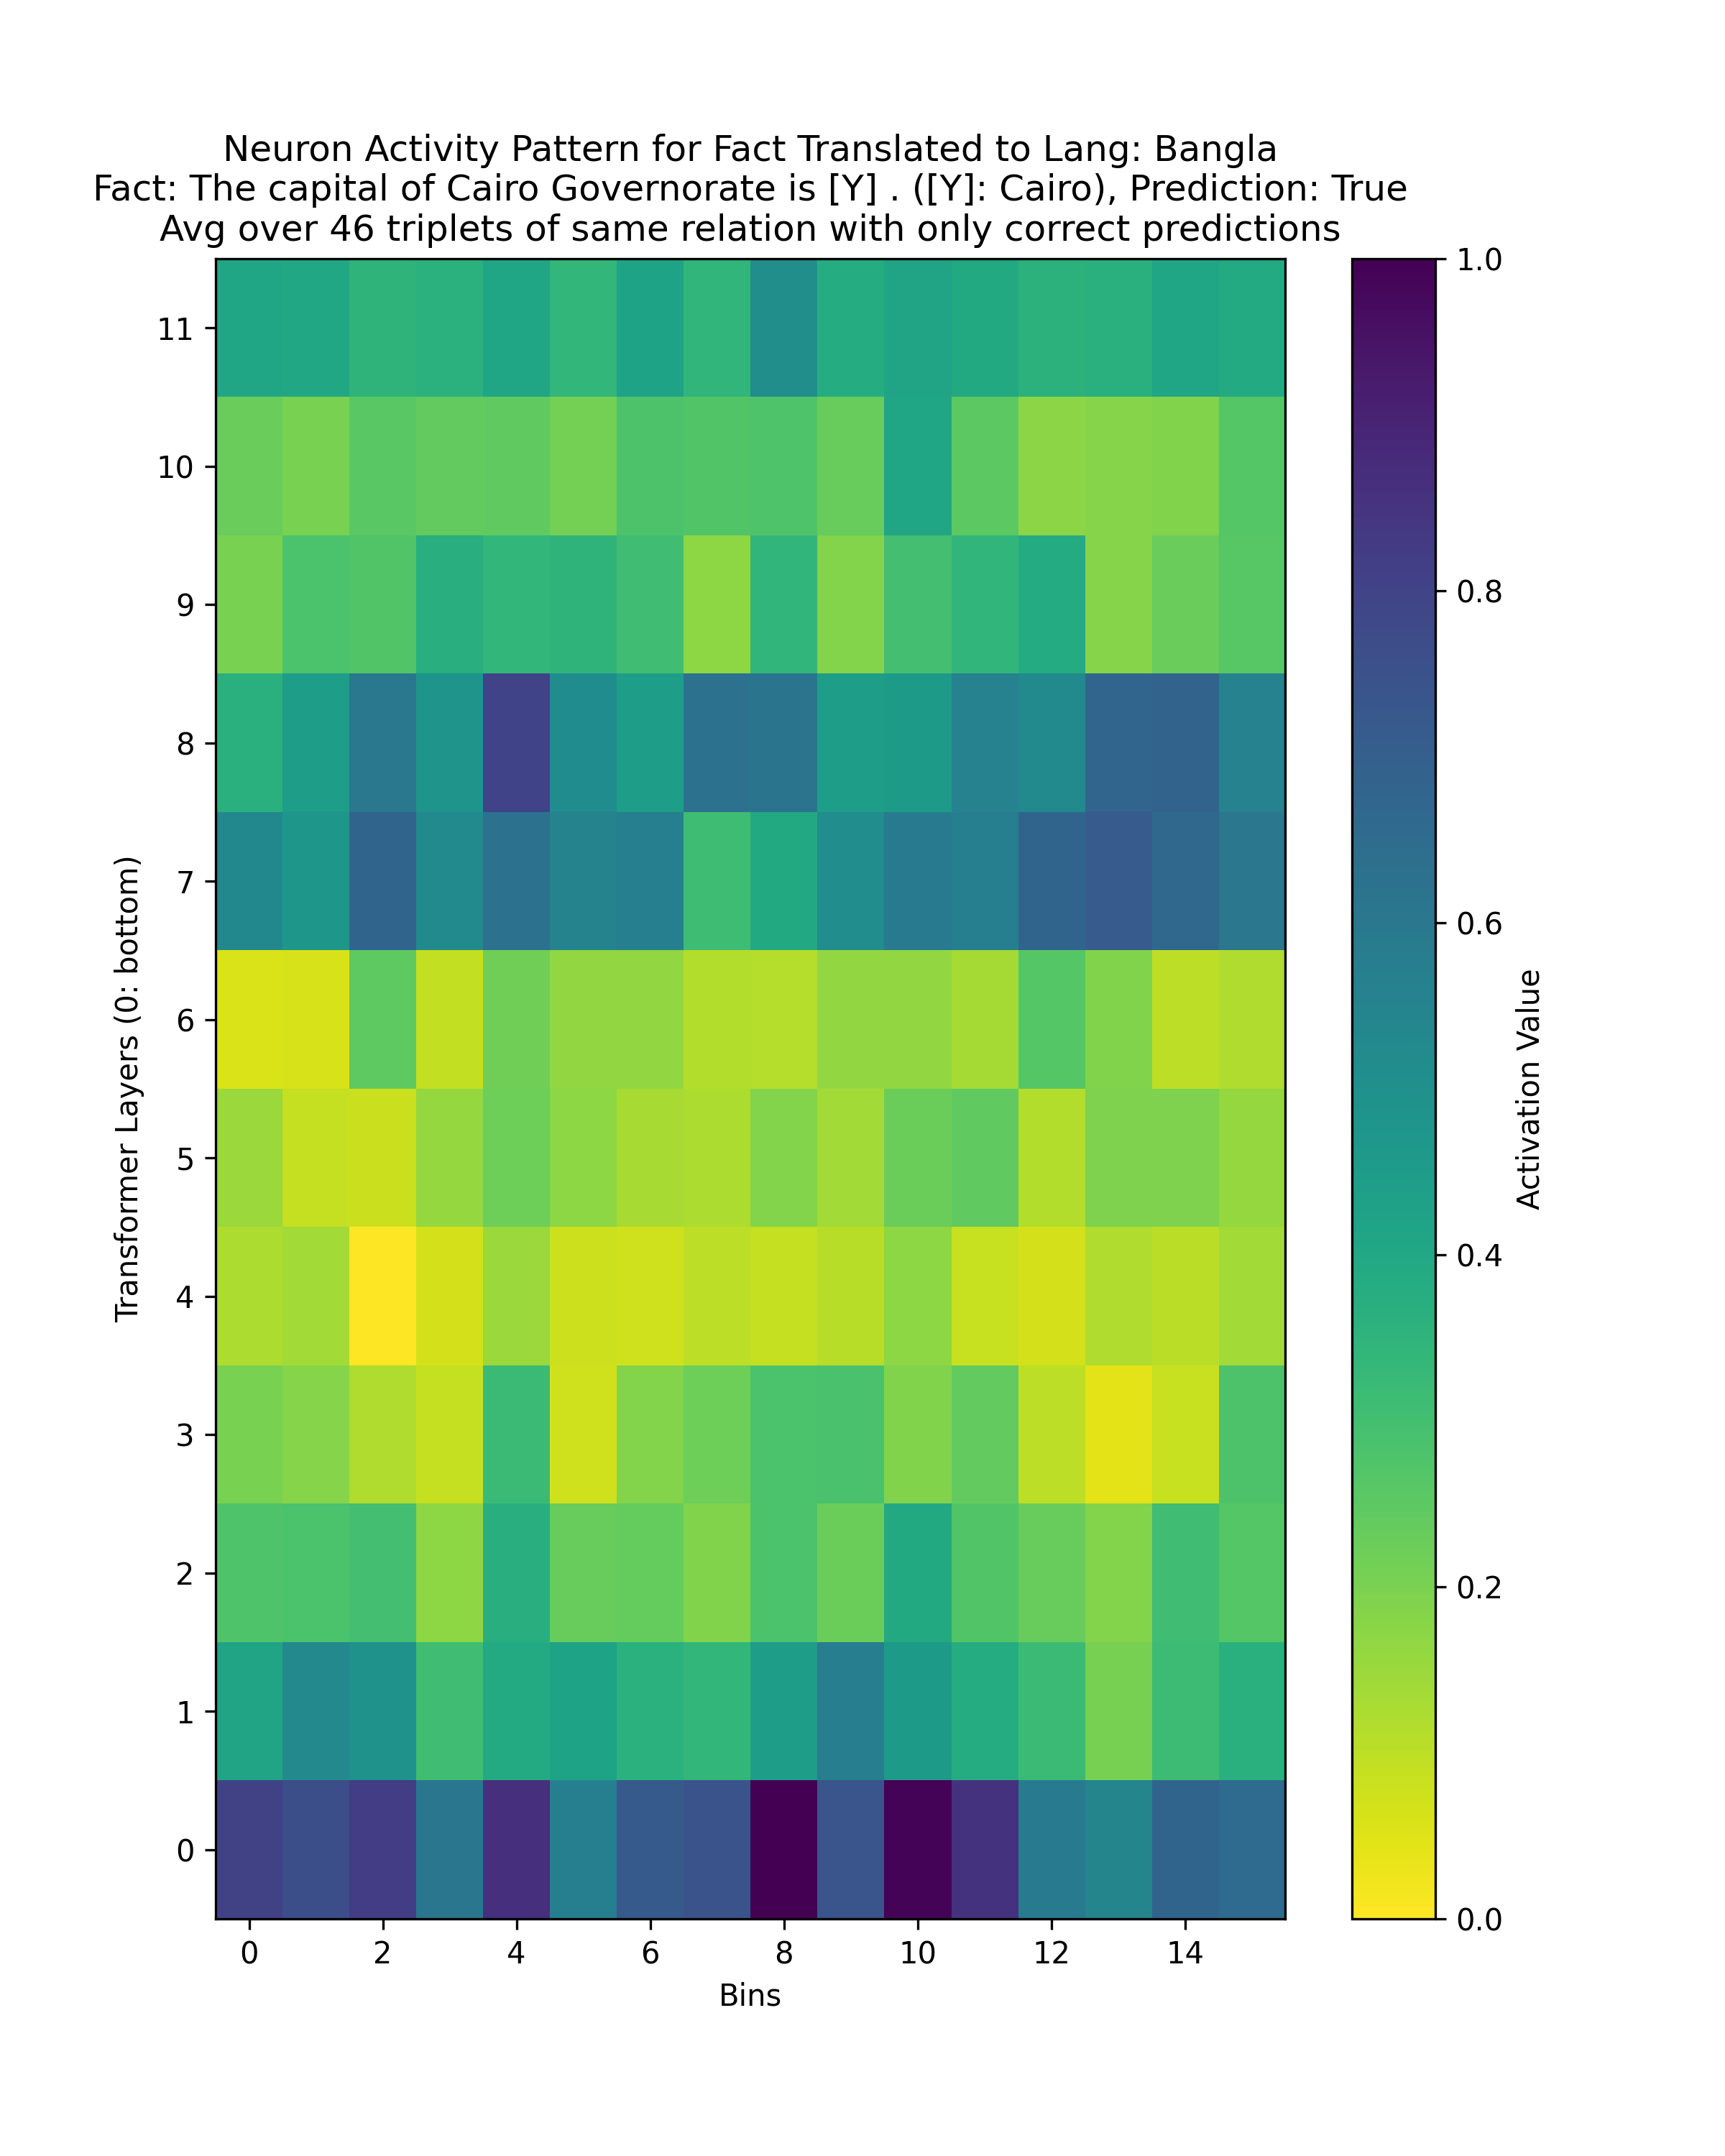 Neuron Activity Pattern for Fact Translated to Lang: Bangla
Fact: The capital of Cairo Governorate is [Y] . ([Y]: Cairo), Prediction: True
Avg over 46 triplets of same relation with only correct predictions
Transformer Layers (0: bottom)
11
10
9
8
7
6
5
4
3
2
1
0
0 2 4 6 8 10 12 14
Bins
1.0
0.8
0.6
0.4
0.2
0.0
Activation Value